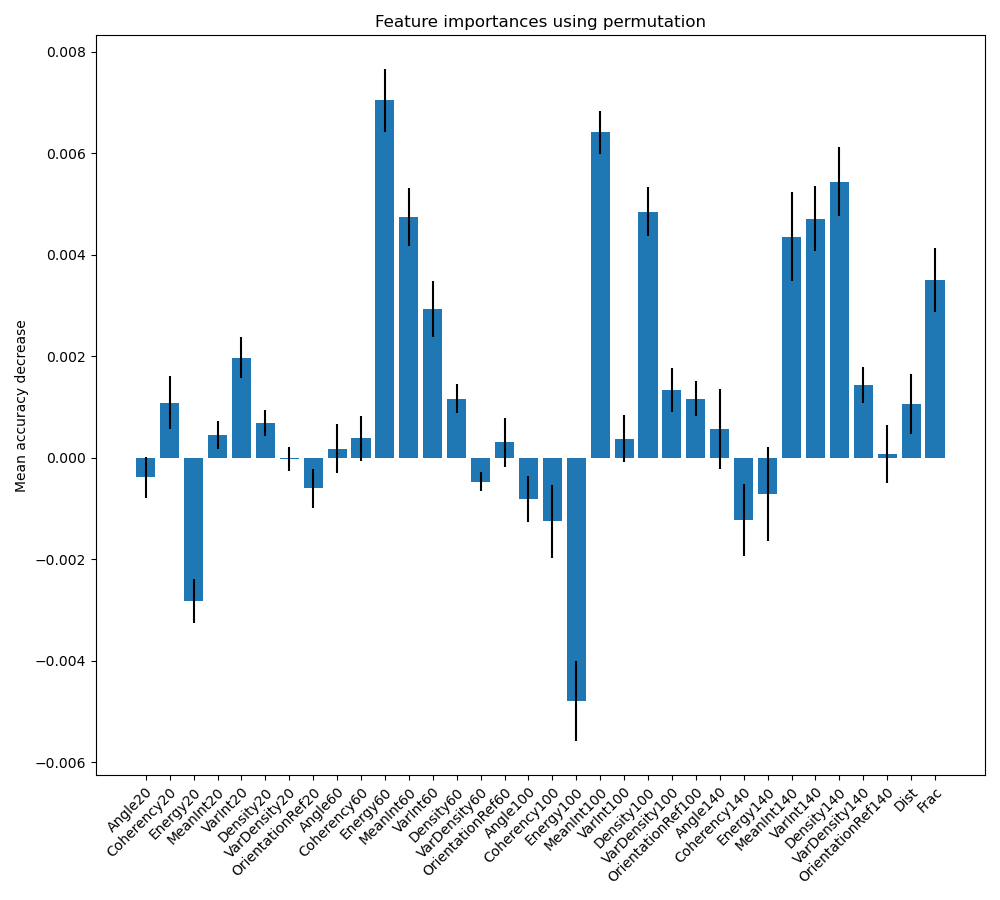 Feature importances using permutation
Mean accuracy decrease
0.008
0.006
0.004
0.002
0.000
−0.002
−0.004
−0.006
Angle20
Coherency20
Energy20
MeanInt20
VarInt20
Density20
VarDensity20
OrientationRef20
Angle60
Coherency60
Energy60
MeanInt60
VarInt60
Density60
VarDensity60
OrientationRef60
Angle100
Coherency100
Energy100
MeanInt100
VarInt100
Density100
VarDensity100
OrientationRef100
Angle140
Coherency140
Energy140
MeanInt140
VarInt140
Density140
VarDensity140
OrientationRef140
Dist
Frac